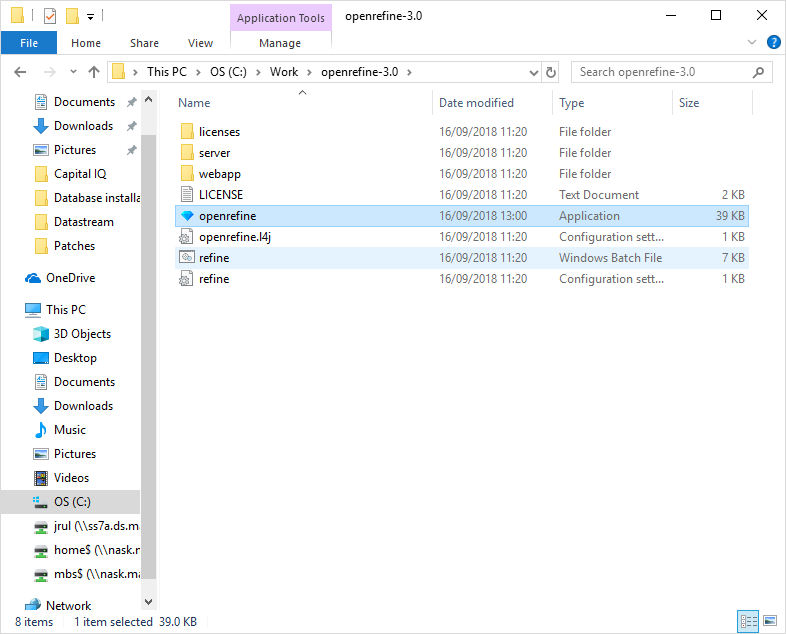 Application Tools openrefine-3.0
File Home Share View Manage
This PC OS (C:) Work openrefine-3.0 Search openrefine-3.0
Name Date modified Type Size
Documents
Downloads
Pictures
Capital IQ
Database installa
Datastream
Patches
OneDrive
This PC
3D Objects
Desktop
Documents
Downloads
Music
Pictures
Videos
OS (C:)
jrul (\\ss7a.ds.ma
home$ (\\nask.m
mbs$ (\\nask.ma
Network
licenses 16/09/2018 11:20 File folder
server 16/09/2018 11:20 File folder
webapp 16/09/2018 11:20 File folder
LICENSE 16/09/2018 11:20 Text Document 2 KB
openrefine 16/09/2018 13:00 Application 39 KB
openrefine.l4j 16/09/2018 11:20 Configuration sett... 1 KB
refine 16/09/2018 11:20 Windows Batch File 7 KB
refine 16/09/2018 11:20 Configuration sett... 1 KB
8 items 1 item selected 39.0 KB